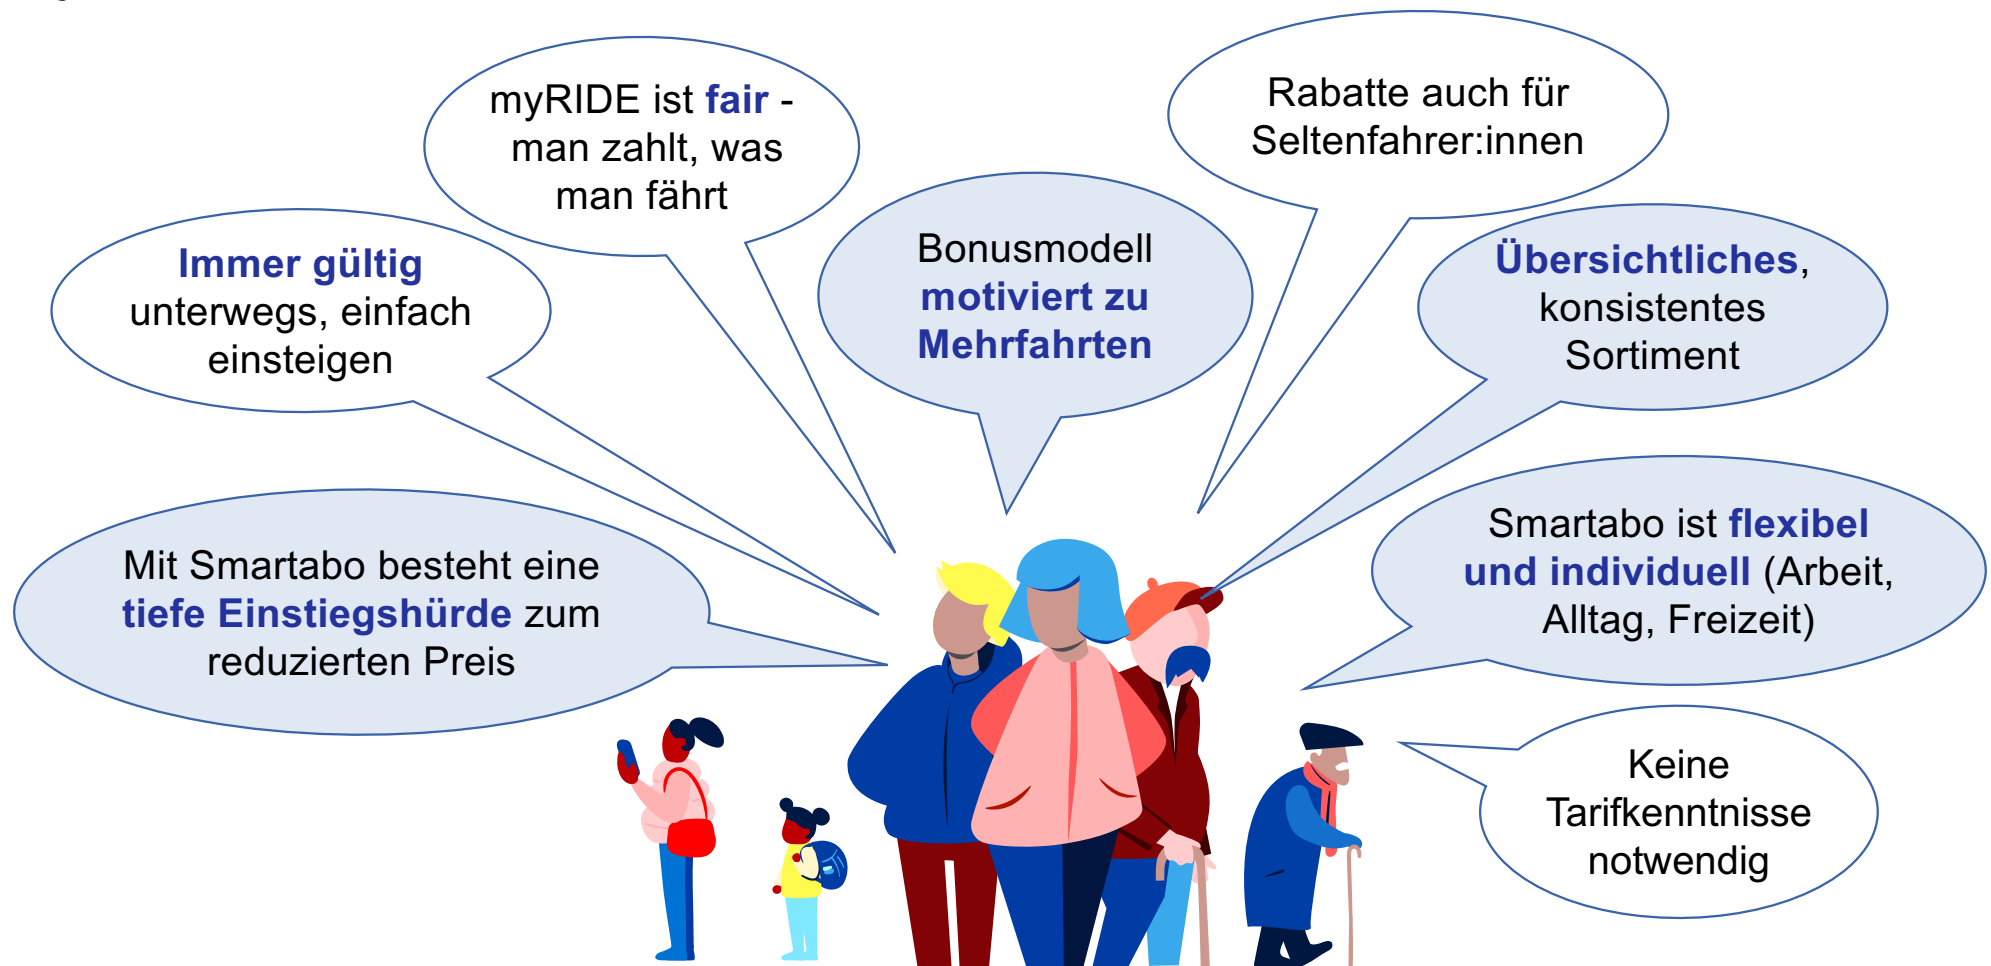 myRIDE ist fair -
man zahlt, was
man fährt
Rabatte auch für
Seltenfahrer:innen
Immer gültig
unterwegs, einfach
einsteigen
Bonusmodell
motiviert zu
Mehrfahrten
Übersichtliches,
konsistentes
Sortiment
Mit Smartabo besteht eine
tiefe Einstiegshürde zum
reduzierten Preis
Smartabo ist flexibel
und individuell (Arbeit,
Alltag, Freizeit)
Keine
Tarifkenntnisse
notwendig